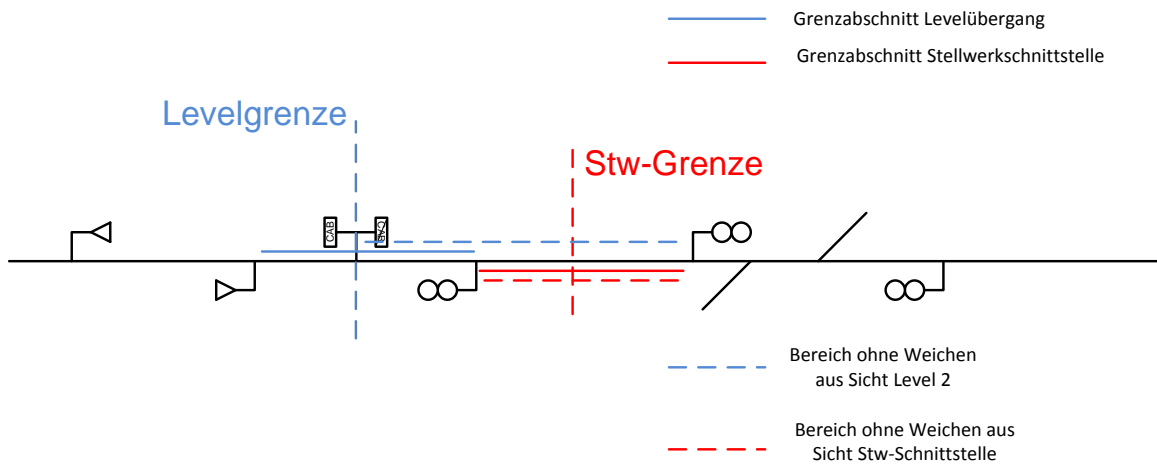 Grenzabschnitt Levelübergang
Grenzabschnitt Stellwerkschnittstelle
Levelgrenze
Stw-Grenze
CAB
CAB
Bereich ohne Weichen
aus Sicht Level 2
Bereich ohne Weichen aus
Sicht Stw-Schnittstelle